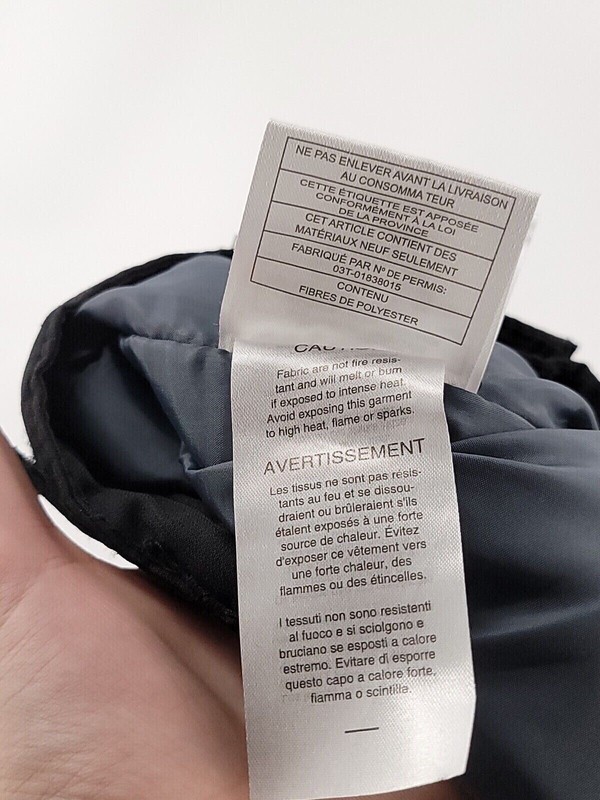 NE PAS ENLEVER AVANT LA LIVRAISON
AU CONSOMMA TEUR
CETTE ÉTIQUETTE EST APPOSÉE
CONFORMÉMENT À LA LOI
DE LA PROVINCE
CET ARTICLE CONTIENT DES
MATÉRIAUX NEUF SEULEMENT
FABRIQUÉ PAR Nº DE PERMIS:
03T-01838015
CONTENU
FIBRES DE POLYESTER
Fabric are not fire resis-
tant and will melt or burn
if exposed to intense heat.
Avoid exposing this garment
to high heat, flame or sparks.
AVERTISSEMENT
Les tissus ne sont pas résis-
tants au feu et se dissou-
draient ou brûleraient s'ils
étalent exposés à une forte
source de chaleur. Évitez
d'exposer ce vêtement vers
une forte chaleur, des
flammes ou des étincelles.
I tessuti non sono resistenti
al fuoco e si sciolgono e
bruciano se esposti a calore
estremo. Evitare di esporre
questo capo a calore forte,
fiamma o scintille.